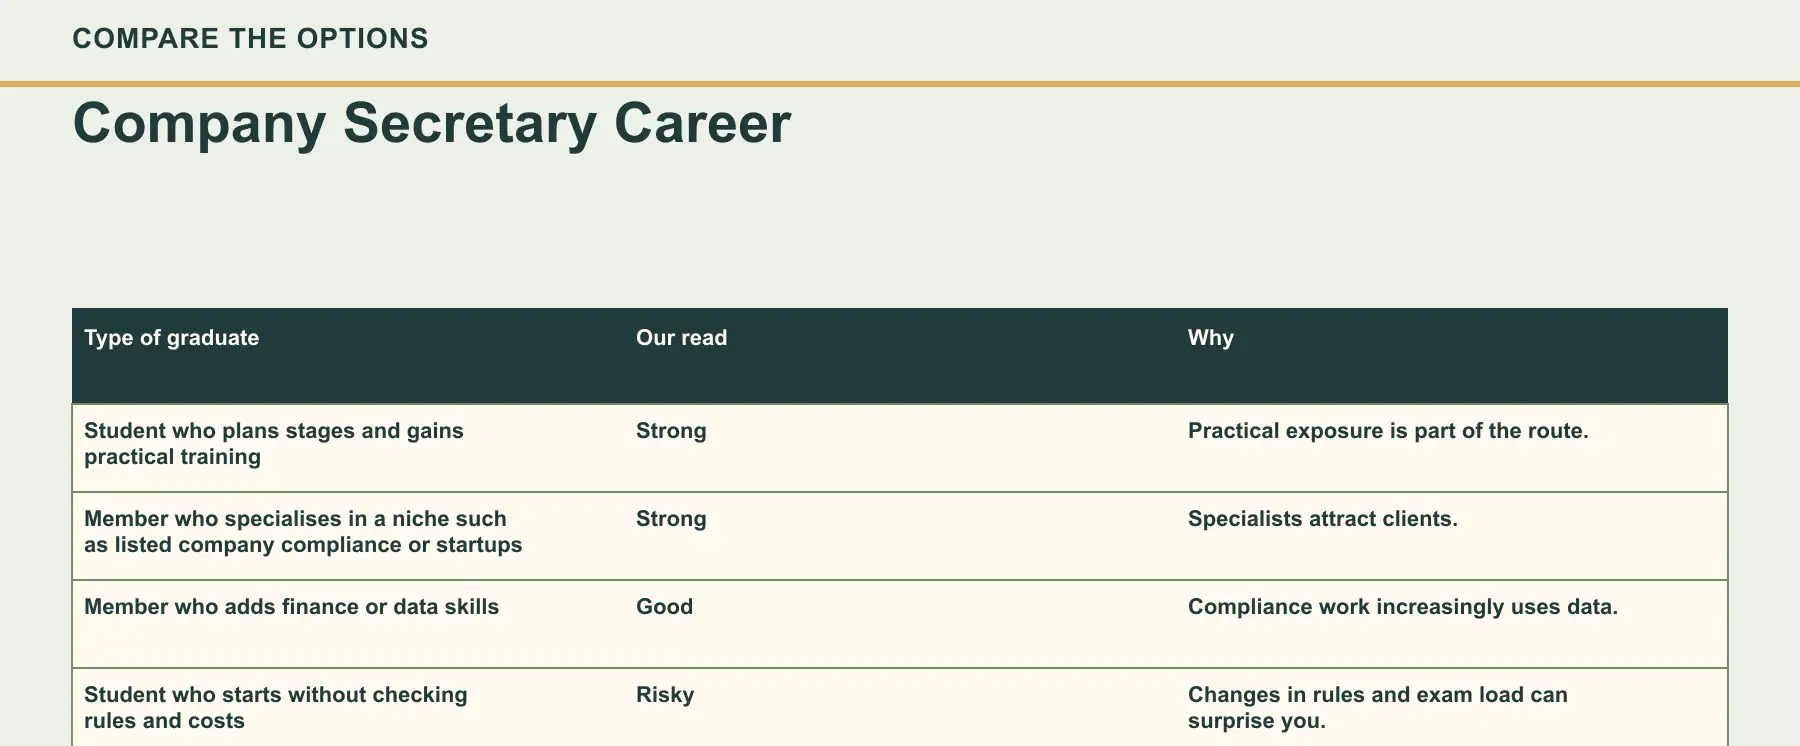 COMPARE THE OPTIONS
Company Secretary Career
Type of graduate
Our read
Why
Student who plans stages and gains
practical training
Strong
Practical exposure is part of the route.
Member who specialises in a niche such
as listed company compliance or startups
Strong
Specialists attract clients.
Member who adds finance or data skills
Good
Compliance work increasingly uses data.
Student who starts without checking
rules and costs
Risky
Changes in rules and exam load can
surprise you.